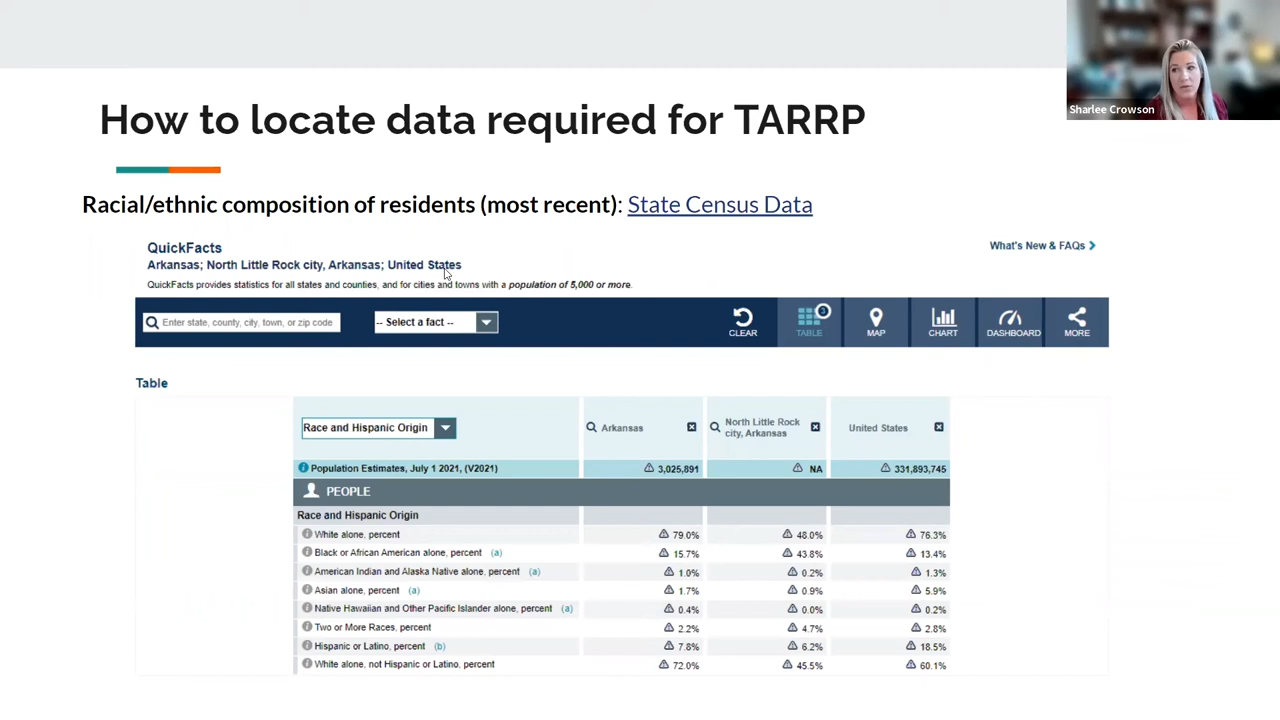 Sharlee Crowson
How to locate data required for TARRP
Racial/ethnic composition of residents (most recent): State Census Data
QuickFacts
What's New & FAQs
Arkansas; North Little Rock city, Arkansas; United States
QuickFacts provides statistics for all states and counties, and for cities and towns with a population of 5,000 or more.
Enter state, county, city, town, or zip code
-- Select a fact --
CLEAR
3
TABLE
MAP
CHART
DASHBOARD
MORE
Table
Race and Hispanic Origin
Arkansas
North Little Rock
city, Arkansas
United States
Population Estimates, July 1 2021, (V2021) 3,025,891 NA 331,893,745
PEOPLE
Race and Hispanic Origin
White alone, percent 79.0% 48.0% 76.3%
Black or African American alone, percent (a) 15.7% 43.8% 13.4%
American Indian and Alaska Native alone, percent (a) 1.0% 0.2% 1.3%
Asian alone, percent (a) 1.7% 0.9% 5.9%
Native Hawaiian and Other Pacific Islander alone, percent (a) 0.4% 0.0% 0.2%
Two or More Races, percent 2.2% 4.7% 2.8%
Hispanic or Latino, percent (b) 7.8% 6.2% 18.5%
White alone, not Hispanic or Latino, percent 72.0% 45.5% 60.1%